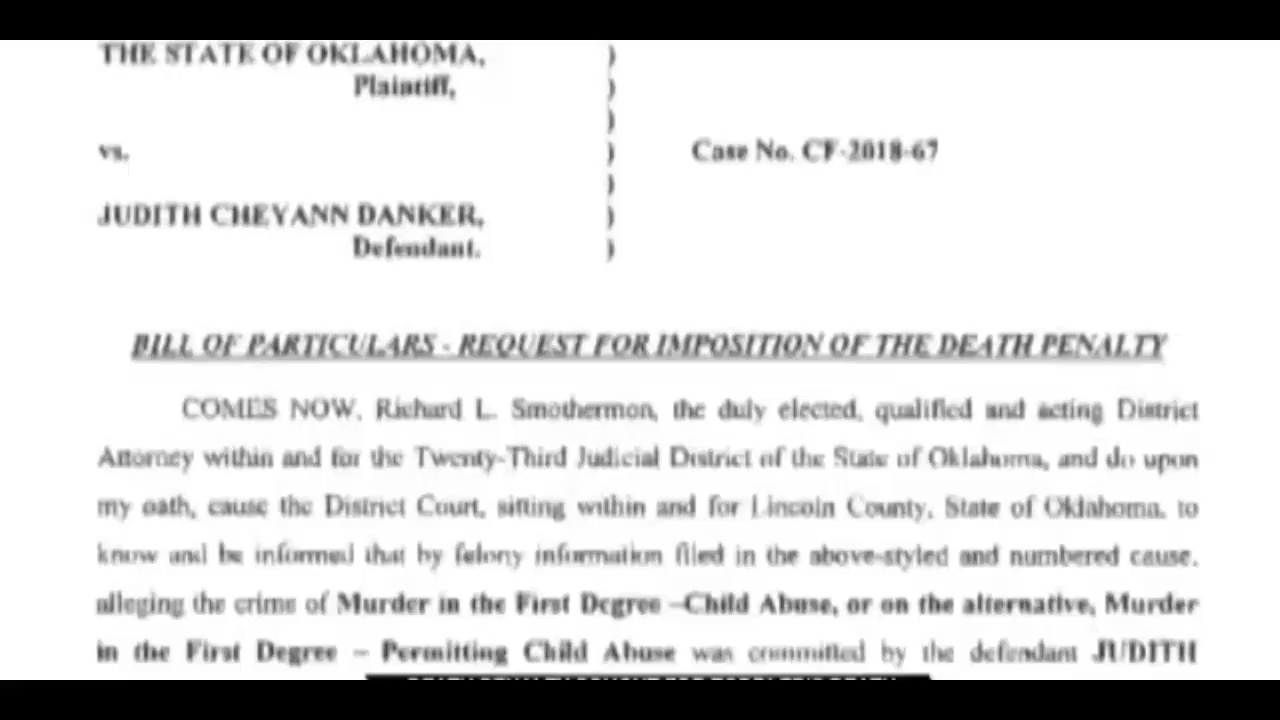 THE STATE OF OKLAHOMA, )
Plaintiff, )
)
vs. ) Case No. CF-2018-67
)
JUDITH CHEYANN DANKER, )
Defendant. )
BILL OF PARTICULARS - REQUEST FOR IMPOSITION OF THE DEATH PENALTY
COMES NOW, Richard L. Smothermon, the duly elected, qualified and acting District
Attorney within and for the Twenty-Third Judicial District of the State of Oklahoma, and do upon
my oath, cause the District Court, sitting within and for Lincoln County, State of Oklahoma, to
know and be informed that by felony information filed in the above-styled and numbered cause,
alleging the crime of Murder in the First Degree –Child Abuse, or on the alternative, Murder
in the First Degree – Permitting Child Abuse was committed by the defendant JUDITH